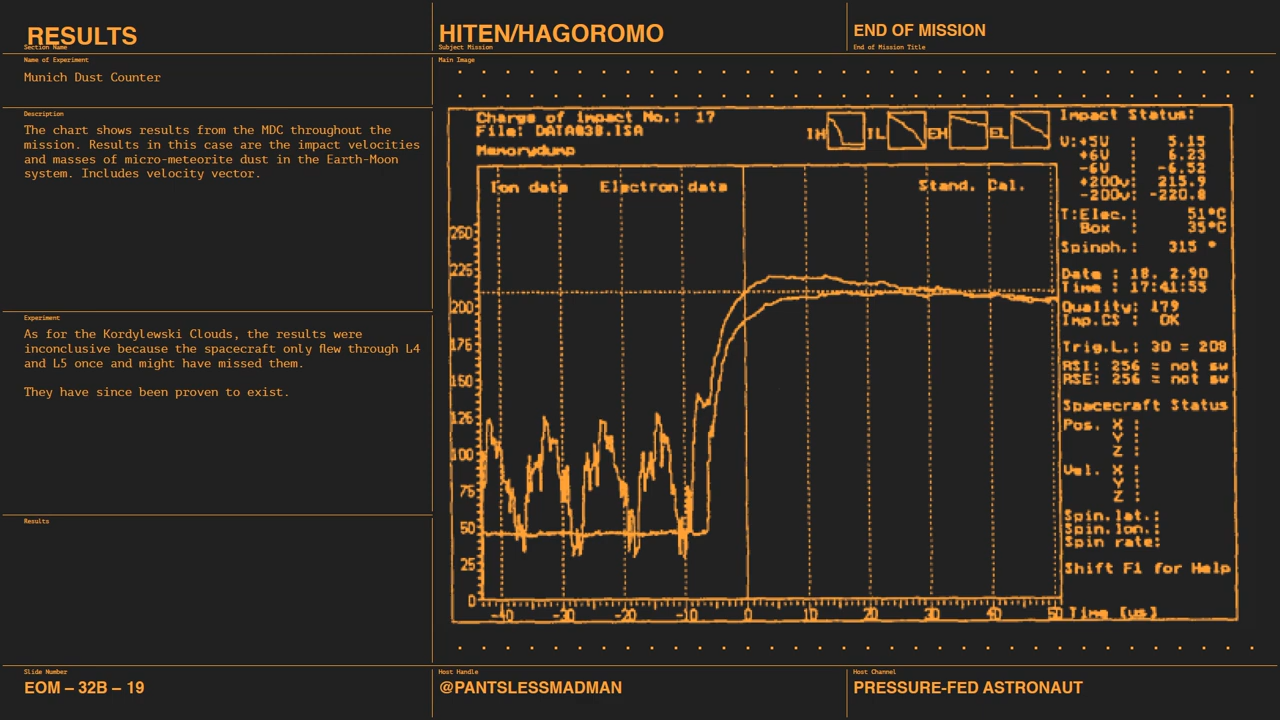 RESULTS
Section Name
HITEN/HAGOROMO
Subject Mission
END OF MISSION
End of Mission Title
Name of Experiment
Munich Dust Counter
Description
The chart shows results from the MDC throughout the
mission. Results in this case are the impact velocities
and masses of micro-meteorite dust in the Earth-Moon
system. Includes velocity vector.
Experiment
As for the Kordylewski Clouds, the results were
inconclusive because the spacecraft only flew through L4
and L5 once and might have missed them.
They have since been proven to exist.
Results
Main Image
Charge of impact No.: 17
File: DATA038.ISA
Memorydump
IH IL EH EL
Ion data Electron data Stand. Cal.
250
225
200
175
150
125
100
75
50
25
0
-40 -30 -20 -10 0 10 20 30 40 50 Time [us]
Impact Status:
U:+5V : 5.15
+6V : 6.23
-6V : -6.52
+200v: 215.9
-200v: -220.8
T:Elec.: 51°C
Box : 35°C
Spinph.: 315 °
Date : 18. 2.90
Time : 17:41:55
Quality: 179
Imp.C$ : OK
Trig.L.: 3D = 208
RSI: 256 = not sw
RSE: 256 = not sw
Spacecraft Status
Pos. X :
Y :
Z :
Vel. X :
Y :
Z :
Spin.lat.:
Spin.lon.:
Spin rate:
Shift F1 for Help
Slide Number
EOM – 32B – 19
Host Handle
@PANTSLESSMADMAN
Host Channel
PRESSURE-FED ASTRONAUT